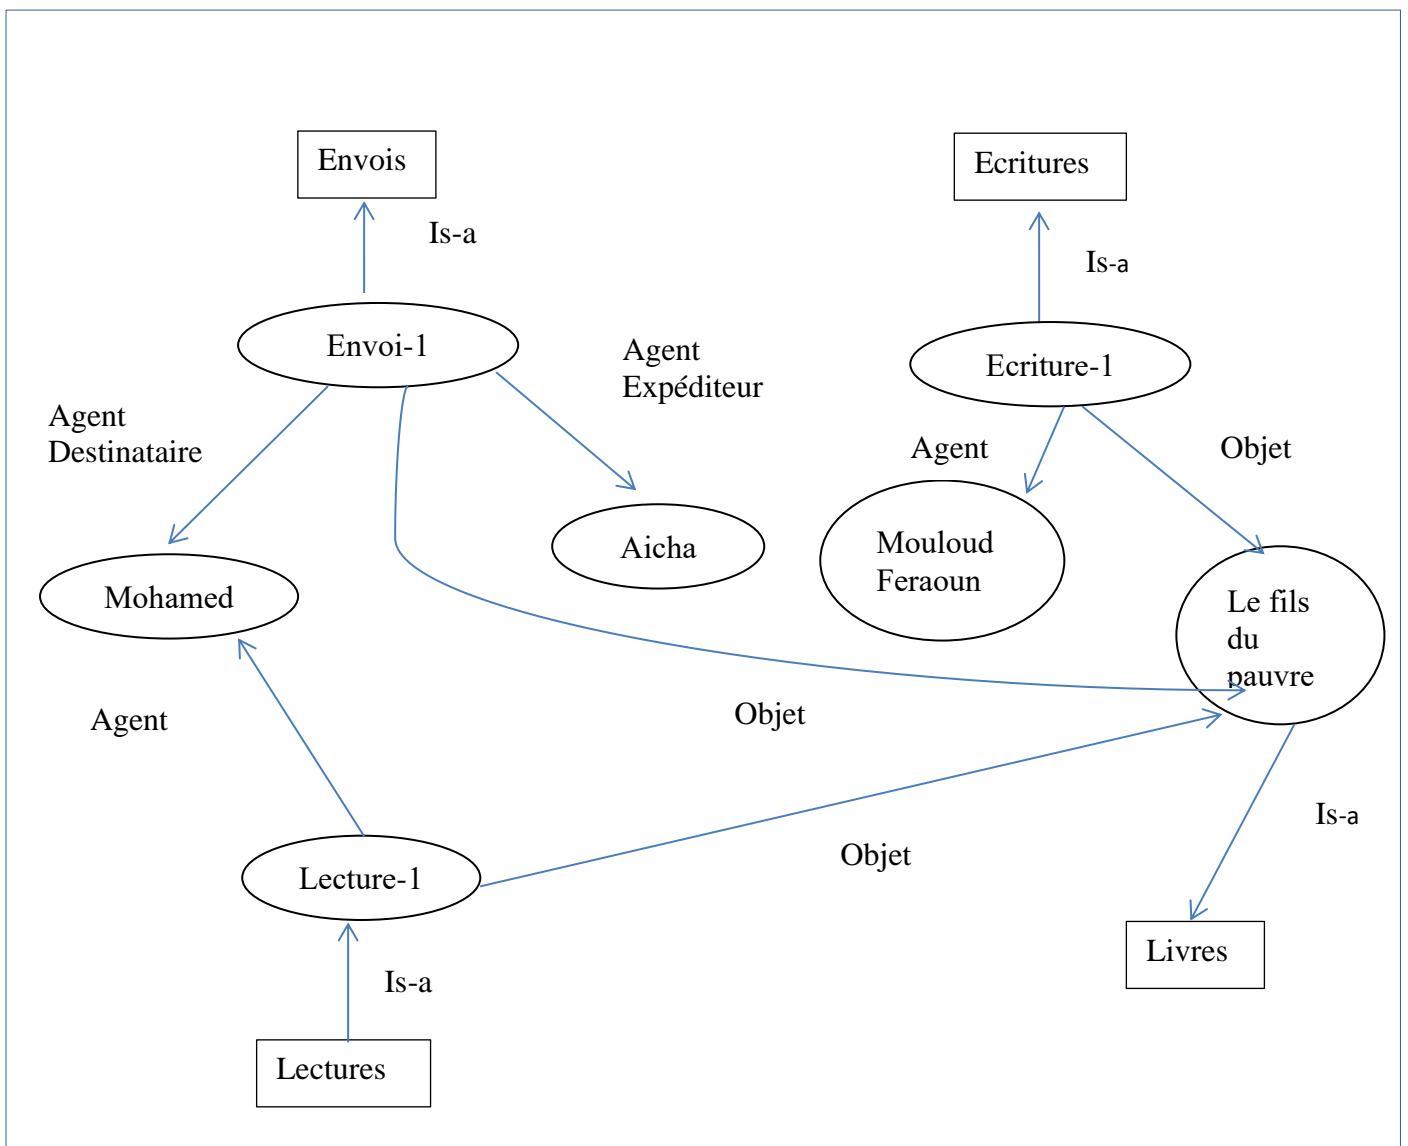 Envois
Ecritures
Is-a
Is-a
Envoi-1
Agent
Expéditeur
Ecriture-1
Agent
Destinataire
Agent
Objet
Aicha
Mouloud
Feraoun
Mohamed
Le fils
du
pauvre
Agent
Objet
Is-a
Objet
Lecture-1
Livres
Is-a
Lectures